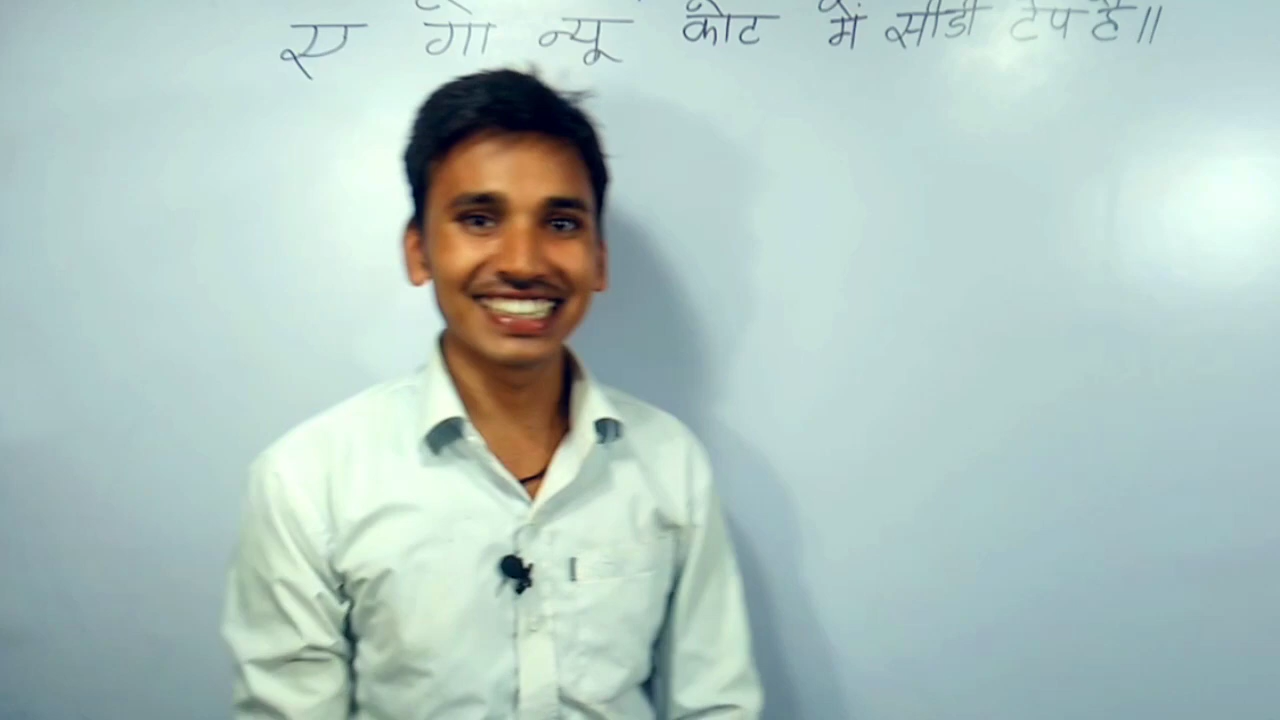 ए गो न्यू कोट में सीडी टेप है॥